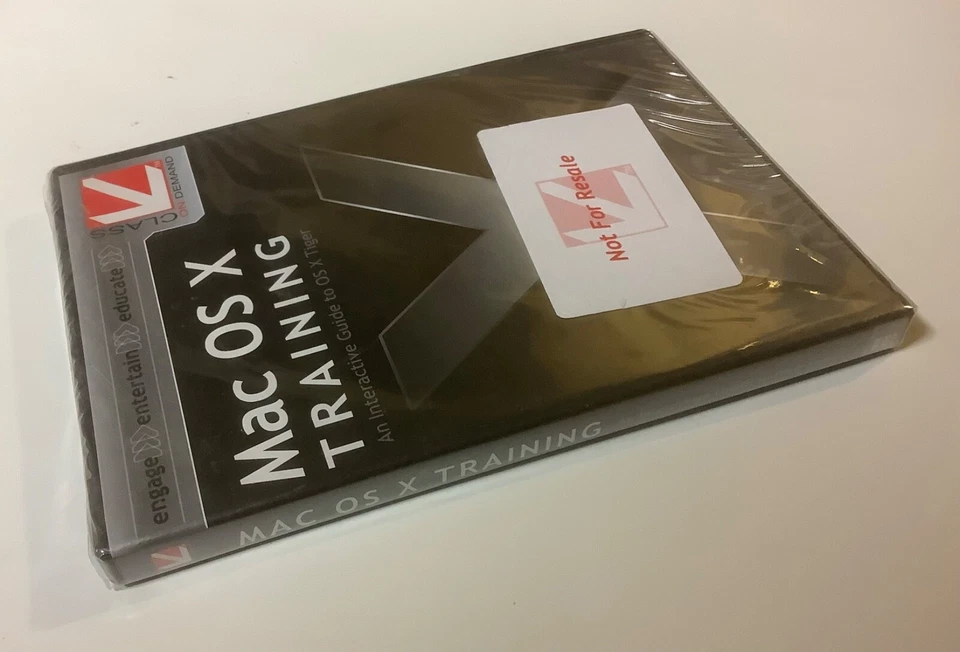 engage>>>entertain>>>educate>>>
ON DEMAND
Mac OS X
TRAINING
An Interactive Guide to OS X Tiger
Not For Resale
MAC OS X TRAINING